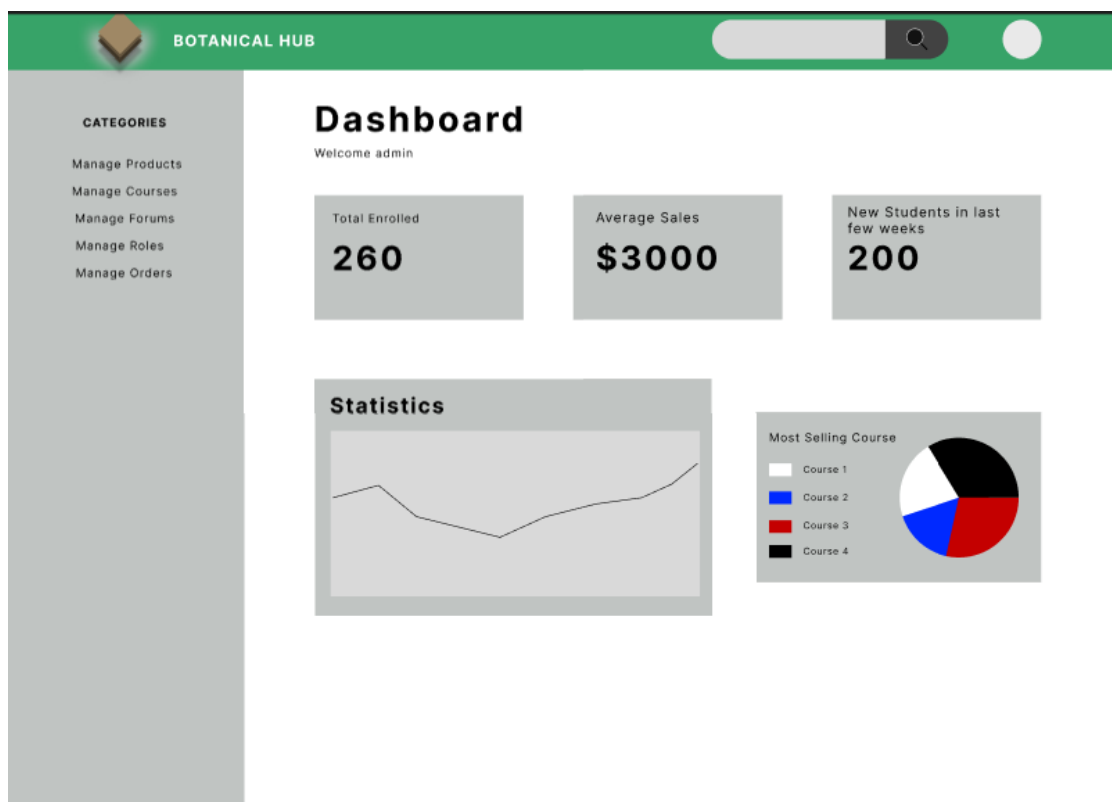 BOTANICAL HUB
CATEGORIES
Manage Products
Manage Courses
Manage Forums
Manage Roles
Manage Orders
Dashboard
Welcome admin
Total Enrolled
260
Average Sales
$3000
New Students in last
few weeks
200
Statistics
Most Selling Course
Course 1
Course 2
Course 3
Course 4